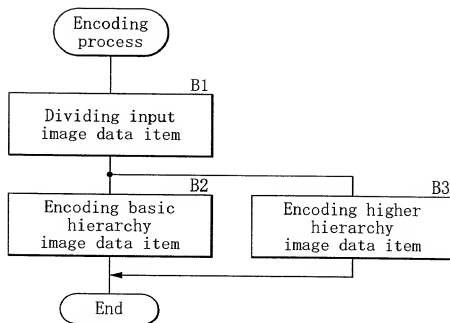 Encoding
process
B1
Dividing input
image data item
B2
Encoding basic
hierarchy
image data item
B3
Encoding higher
hierarchy
image data item
End